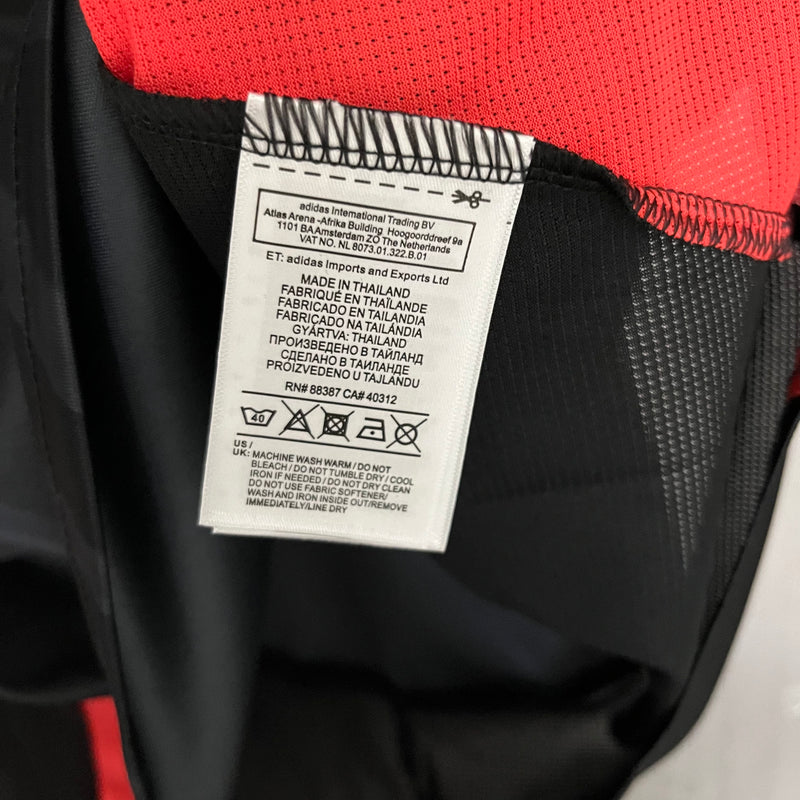 adidas International Trading BV
Atlas Arena -Afrika Building Hoogoorddreef 9a
1101 BAAmsterdam ZO The Netherlands
VAT NO. NL 8073.01.322.B.01
ET: adidas Imports and Exports Ltd
MADE IN THAILAND
FABRIQUÉ EN THAÏLANDE
FABRICADO EN TAILANDIA
FABRICADO NA TAILÁNDIA
GYÁRTVA: THAILAND
ПРОИЗВЕДЕНО В ТАЙЛАНД
СДЕЛАНО В ТАИЛАНДЕ
PROIZVEDENO U TAJLANDU
RN# 88387 CA# 40312
40
US /
UK: MACHINE WASH WARM / DO NOT
BLEACH / DO NOT TUMBLE DRY / COOL
IRON IF NEEDED / DO NOT DRY CLEAN
DO NOT USE FABRIC SOFTENER/
WASH AND IRON INSIDE OUT/REMOVE
IMMEDIATELY/LINE DRY